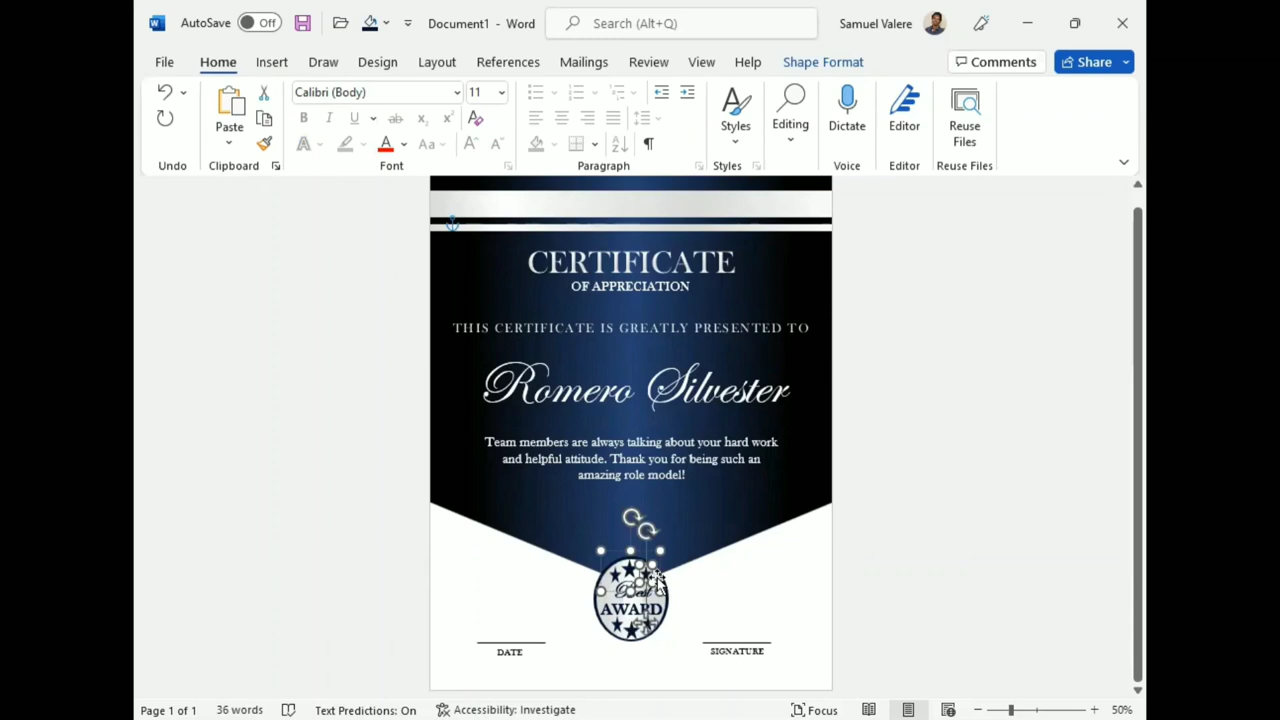 AutoSave Off Document1 - Word Search (Alt+Q) Samuel Valere
File Home Insert Draw Design Layout References Mailings Review View Help Shape Format Comments Share
Calibri (Body) 11
Paste Styles Editing Dictate Editor Reuse Files
Undo Clipboard Font Paragraph Styles Voice Editor Reuse Files
CERTIFICATE
OF APPRECIATION
THIS CERTIFICATE IS GREATLY PRESENTED TO
Romero Silvester
Team members are always talking about your hard work
and helpful attitude. Thank you for being such an
amazing role model!
Best
AWARD
DATE SIGNATURE
Page 1 of 1 36 words Text Predictions: On Accessibility: Investigate Focus 50%